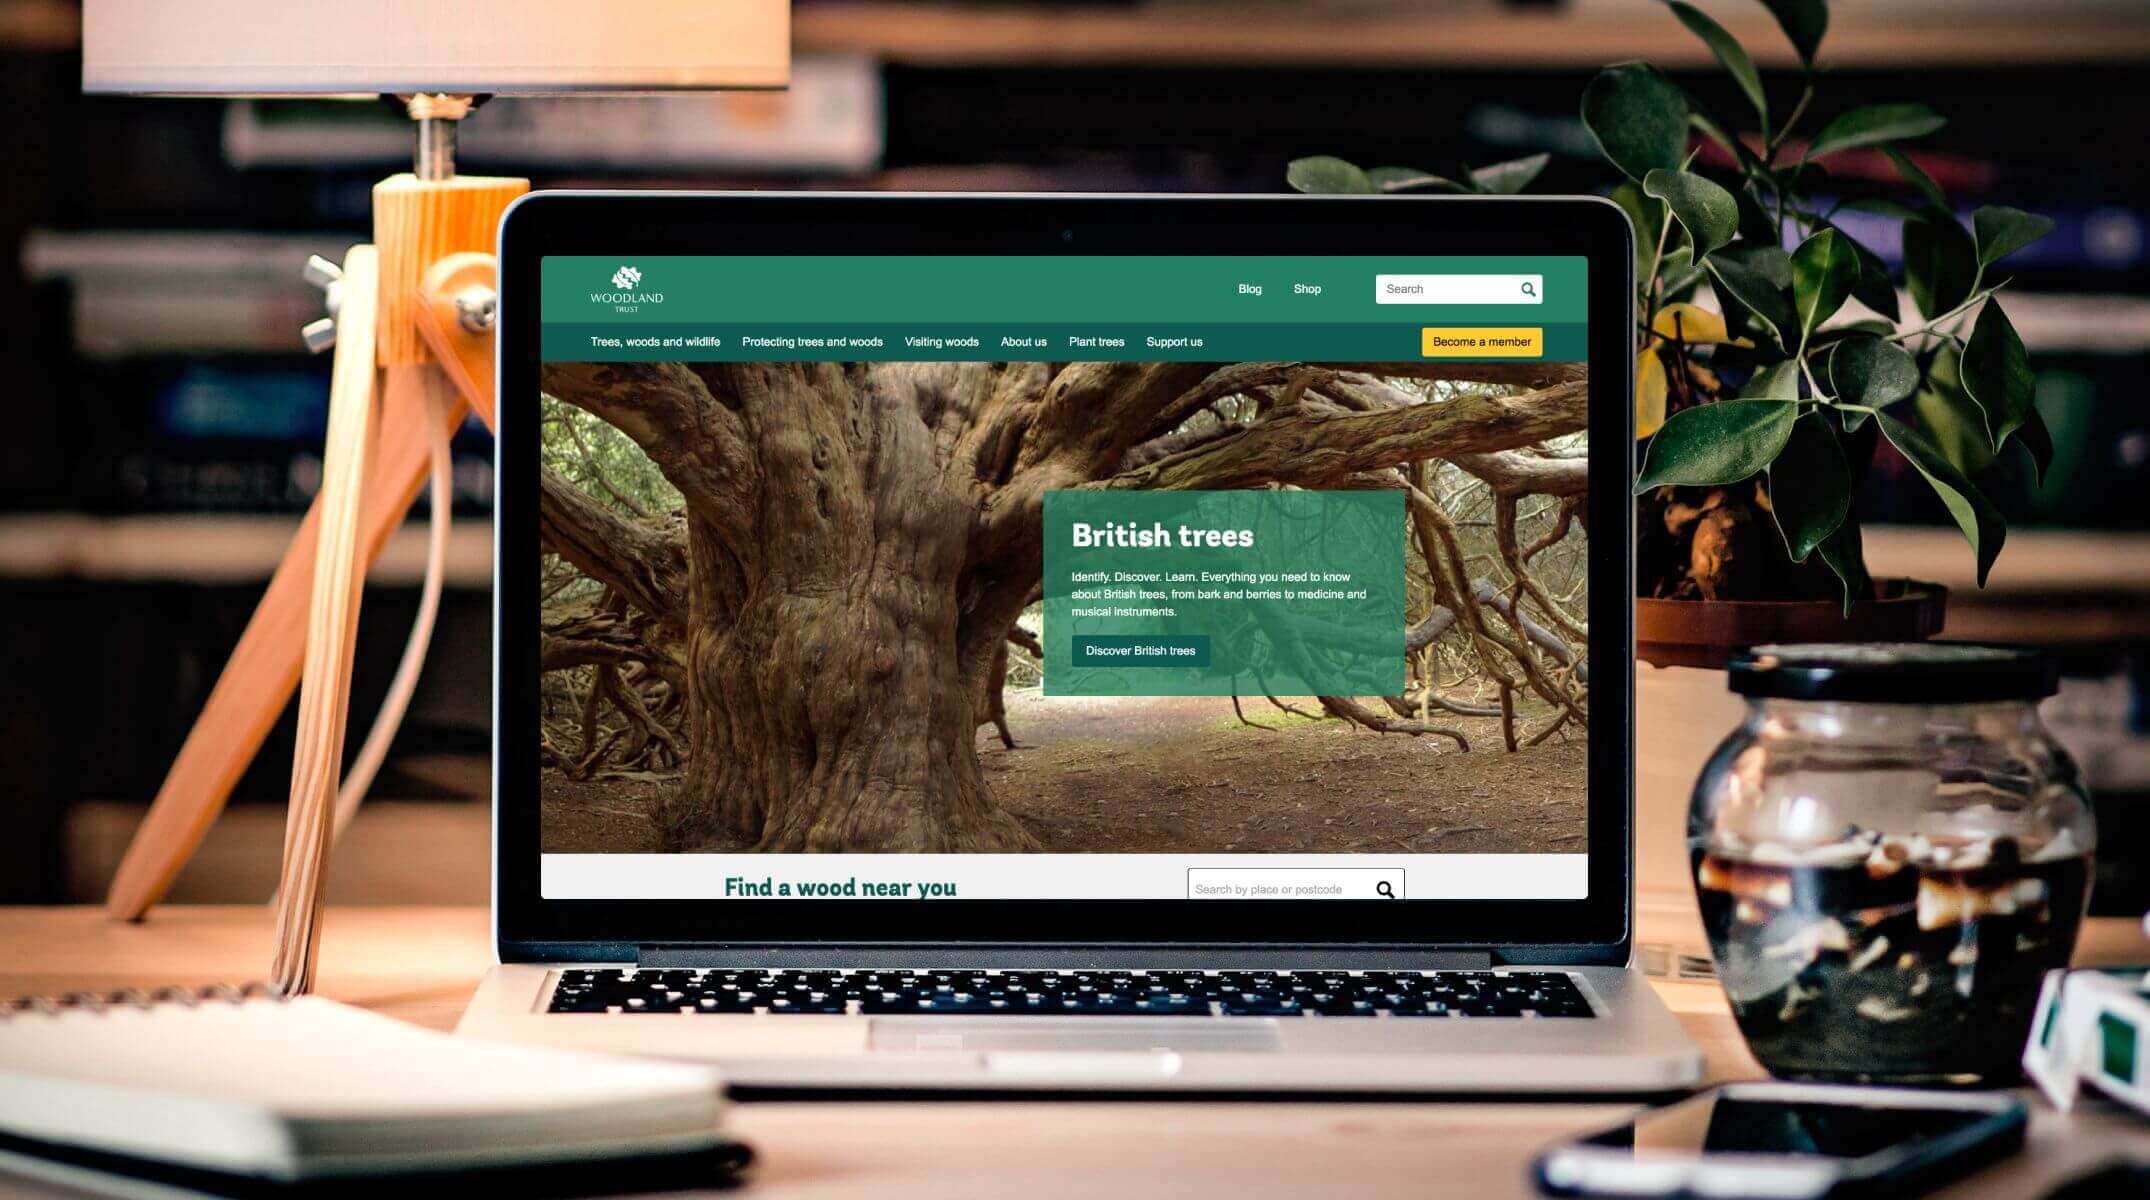 WOODLAND
TRUST
Blog
Shop
Search
Trees, woods and wildlife
Protecting trees and woods
Visiting woods
About us
Plant trees
Support us
Become a member
British trees
Identify. Discover. Learn. Everything you need to know
about British trees, from bark and berries to medicine and
musical instruments.
Discover British trees
Find a wood near you
Search by place or postcode